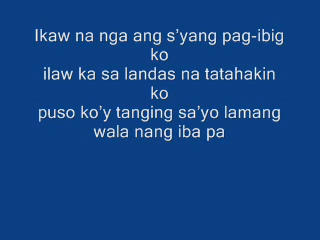 Ikaw na nga ang s'yang pag-ibig
ko
ilaw ka sa landas na tatahakin
ko
puso ko'y tanging sa'yo lamang
wala nang iba pa